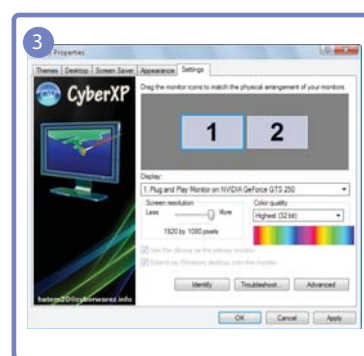 3
Properties
Themes
Desktop
Screen Saver
Appearance
Settings
CyberXP
Drag the monitor icons to match the physical arrangement of your monitors.
1
2
Display:
1. Plug and Play Monitor on NVIDIA GeForce GTS 250
Screen resolution
Less
More
1920 by 1080 pixels
Color quality
Highest (32 bit)
Use this device as the primary monitor.
Extend my Windows desktop onto this monitor.
Identify
Troubleshoot...
Advanced
hatem20@cyberwarez.info
OK
Cancel
Apply